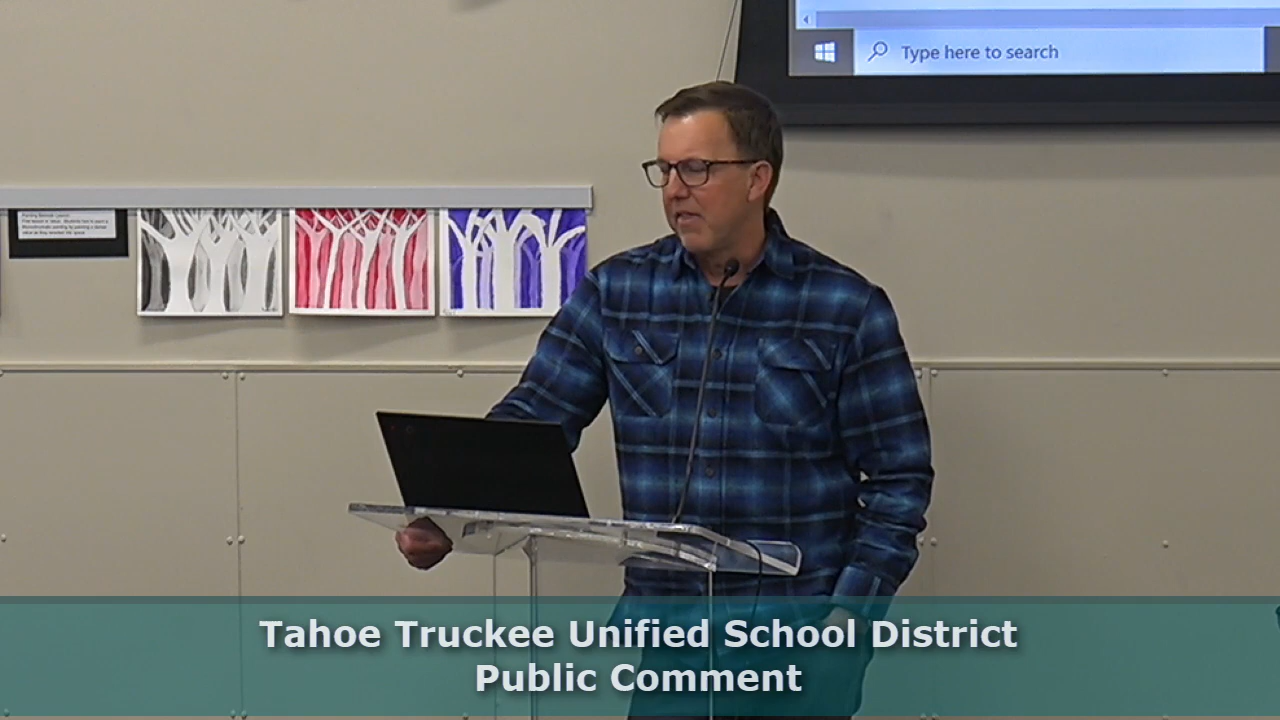 Type here to search
Tahoe Truckee Unified School District
Public Comment